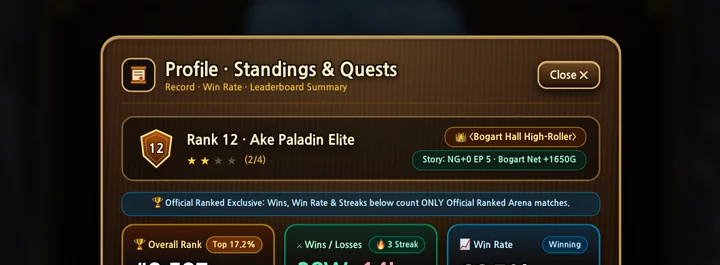 Profile · Standings & Quests
Record · Win Rate · Leaderboard Summary
Close ✕
12
Rank 12 · Ake Paladin Elite
★ ★ ★ ★ (2/4)
👑 <Bogart Hall High-Roller>
Story: NG+0 EP 5 · Bogart Net +1650G
🏆 Official Ranked Exclusive: Wins, Win Rate & Streaks below count ONLY Official Ranked Arena matches.
🏆 Overall Rank
Top 17.2%
⚔ Wins / Losses
🔥 3 Streak
📈 Win Rate
Winning